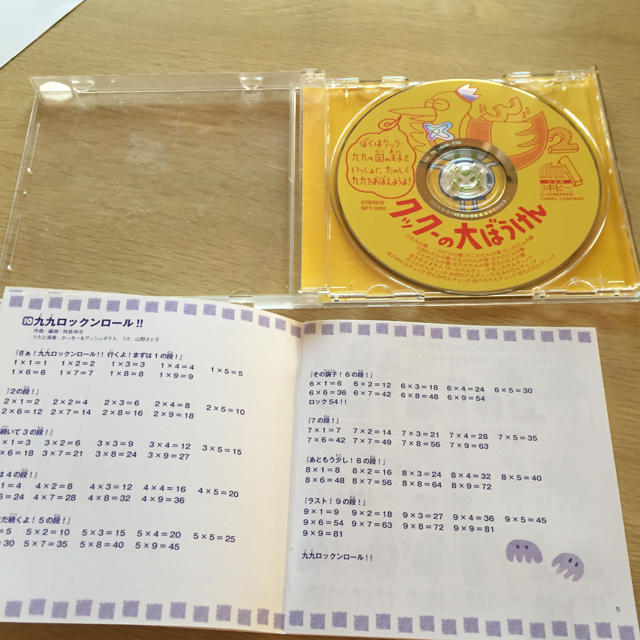 ぼくはクック―
九九の国の王子さ
いっしょに たのしく
九九をおぼえようよ!
2
STEREO
ポピー
© ZENKAKEN
CAMEL COMPANY
クックーの大ぼうけん
10 九九ロックンロール!!
「さぁ!九九ロックンロール!!行くよ!まずは1の段!」
1×1=1 1×2=2 1×3=3 1×4=4 1×5=5
1×6=6 1×7=7 1×8=8 1×9=9
「2の段!」
2×1=2 2×2=4 2×3=6 2×4=8 2×5=10
2×6=12 2×7=14 2×8=16 2×9=18
続いて3の段!」
×1=3 3×2=6 3×3=9 3×4=12 3×5=15
×6=18 3×7=21 3×8=24 3×9=27
は4の段!」
1=4 4×2=8 4×3=12 4×4=16 4×5=20
6=24 4×7=28 4×8=32 4×9=36
だ続くよ!5の段!」
=5 5×2=10 5×3=15 5×4=20 5×5=25
=30 5×7=35 5×8=40 5×9=45
「その調子!6の段!」
6×1=6 6×2=12 6×3=18 6×4=24 6×5=30
6×6=36 6×7=42 6×8=48 6×9=54
ロック54!!
「7の段!」
7×1=7 7×2=14 7×3=21 7×4=28 7×5=35
7×6=42 7×7=49 7×8=56 7×9=63
「あともう少し!8の段!」
8×1=8 8×2=16 8×3=24 8×4=32 8×5=40
8×6=48 8×7=56 8×8=64 8×9=72
「ラスト!9の段!」
9×1=9 9×2=18 9×3=27 9×4=36 9×5=45
9×6=54 9×7=63 9×8=72 9×9=81
9×9=81
九九ロックンロール!!
5